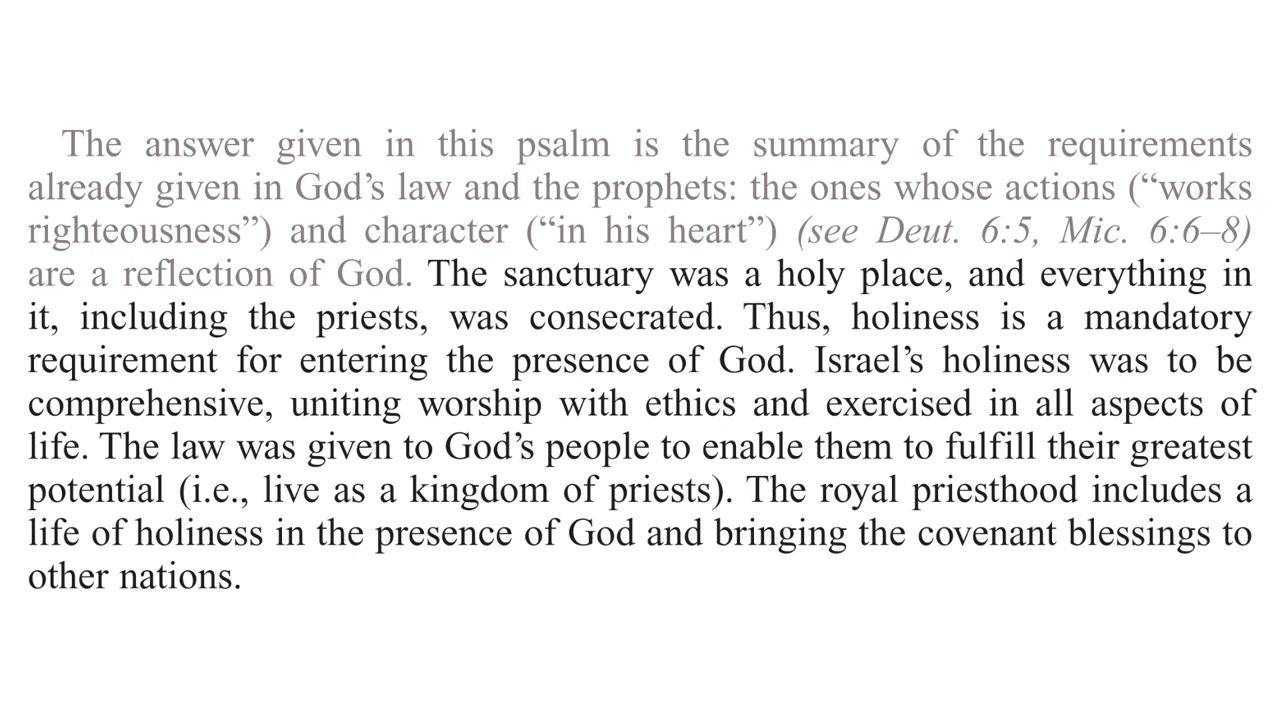 The answer given in this psalm is the summary of the requirements
already given in God’s law and the prophets: the ones whose actions (“works
righteousness”) and character (“in his heart”) (see Deut. 6:5, Mic. 6:6–8)
are a reflection of God. The sanctuary was a holy place, and everything in
it, including the priests, was consecrated. Thus, holiness is a mandatory
requirement for entering the presence of God. Israel’s holiness was to be
comprehensive, uniting worship with ethics and exercised in all aspects of
life. The law was given to God’s people to enable them to fulfill their greatest
potential (i.e., live as a kingdom of priests). The royal priesthood includes a
life of holiness in the presence of God and bringing the covenant blessings to
other nations.